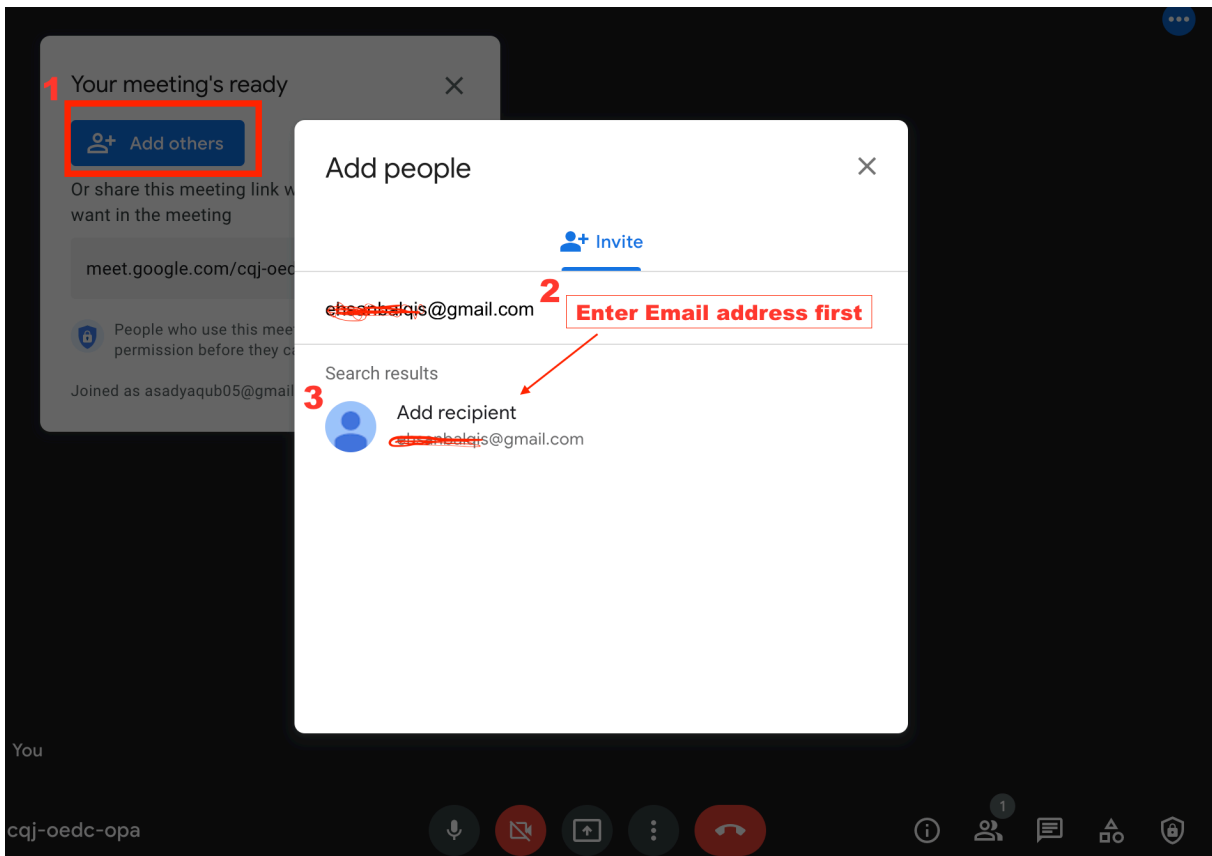 Your meeting's ready
1
Add others
Or share this meeting link w
want in the meeting
meet.google.com/cqj-oed
People who use this mee
permission before they ca
Joined as asadyaqub05@gmail
Add people
Invite
s@gmail.com
2
Enter Email address first
Search results
3
Add recipient
s@gmail.com
You
cqj-oedc-opa
1